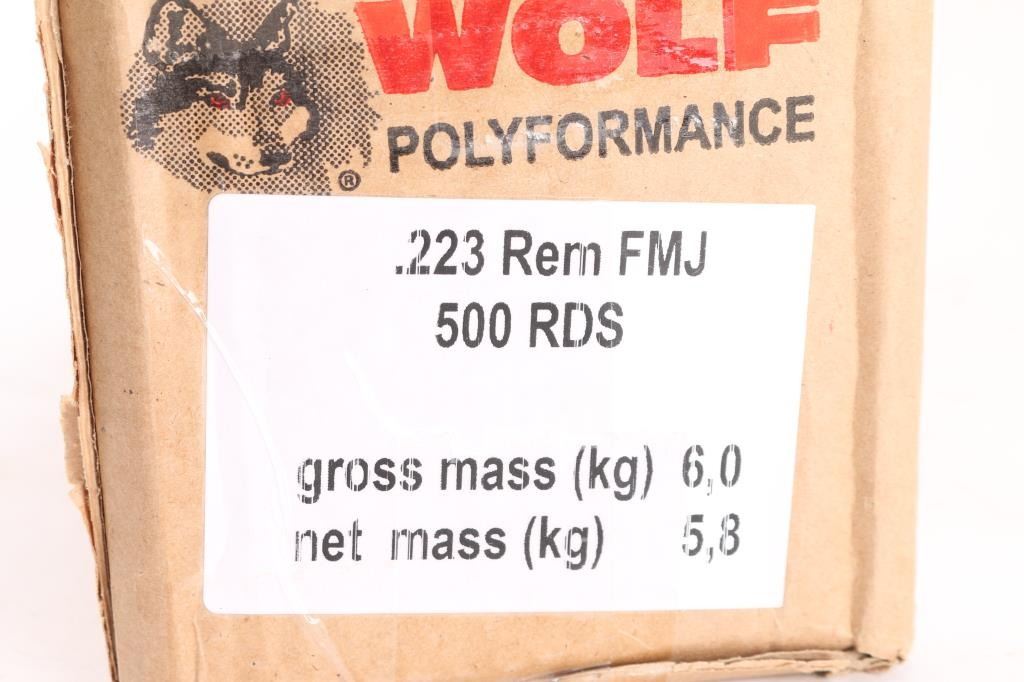 WOLF
POLYFORMANCE
®
.223 Rem FMJ
500 RDS
gross mass (kg) 6,0
net mass (kg) 5,8